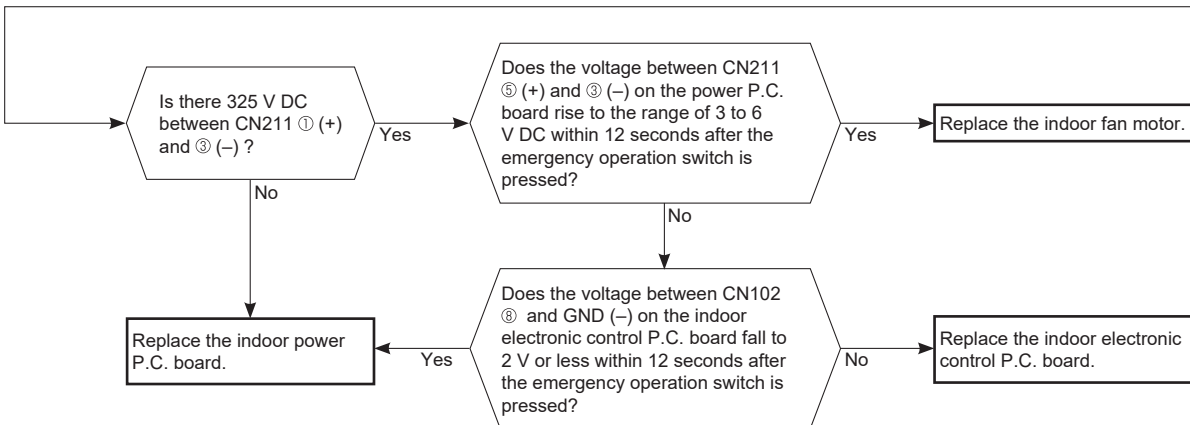 Is there 325 V DC
between CN211 ① (+)
and ③ (–) ?
Yes
No
Does the voltage between CN211
⑤ (+) and ③ (–) on the power P.C.
board rise to the range of 3 to 6
V DC within 12 seconds after the
emergency operation switch is
pressed?
Yes
Replace the indoor fan motor.
No
Does the voltage between CN102
⑧ and GND (–) on the indoor
electronic control P.C. board fall to
2 V or less within 12 seconds after
the emergency operation switch is
pressed?
Yes
Replace the indoor power
P.C. board.
No
Replace the indoor electronic
control P.C. board.